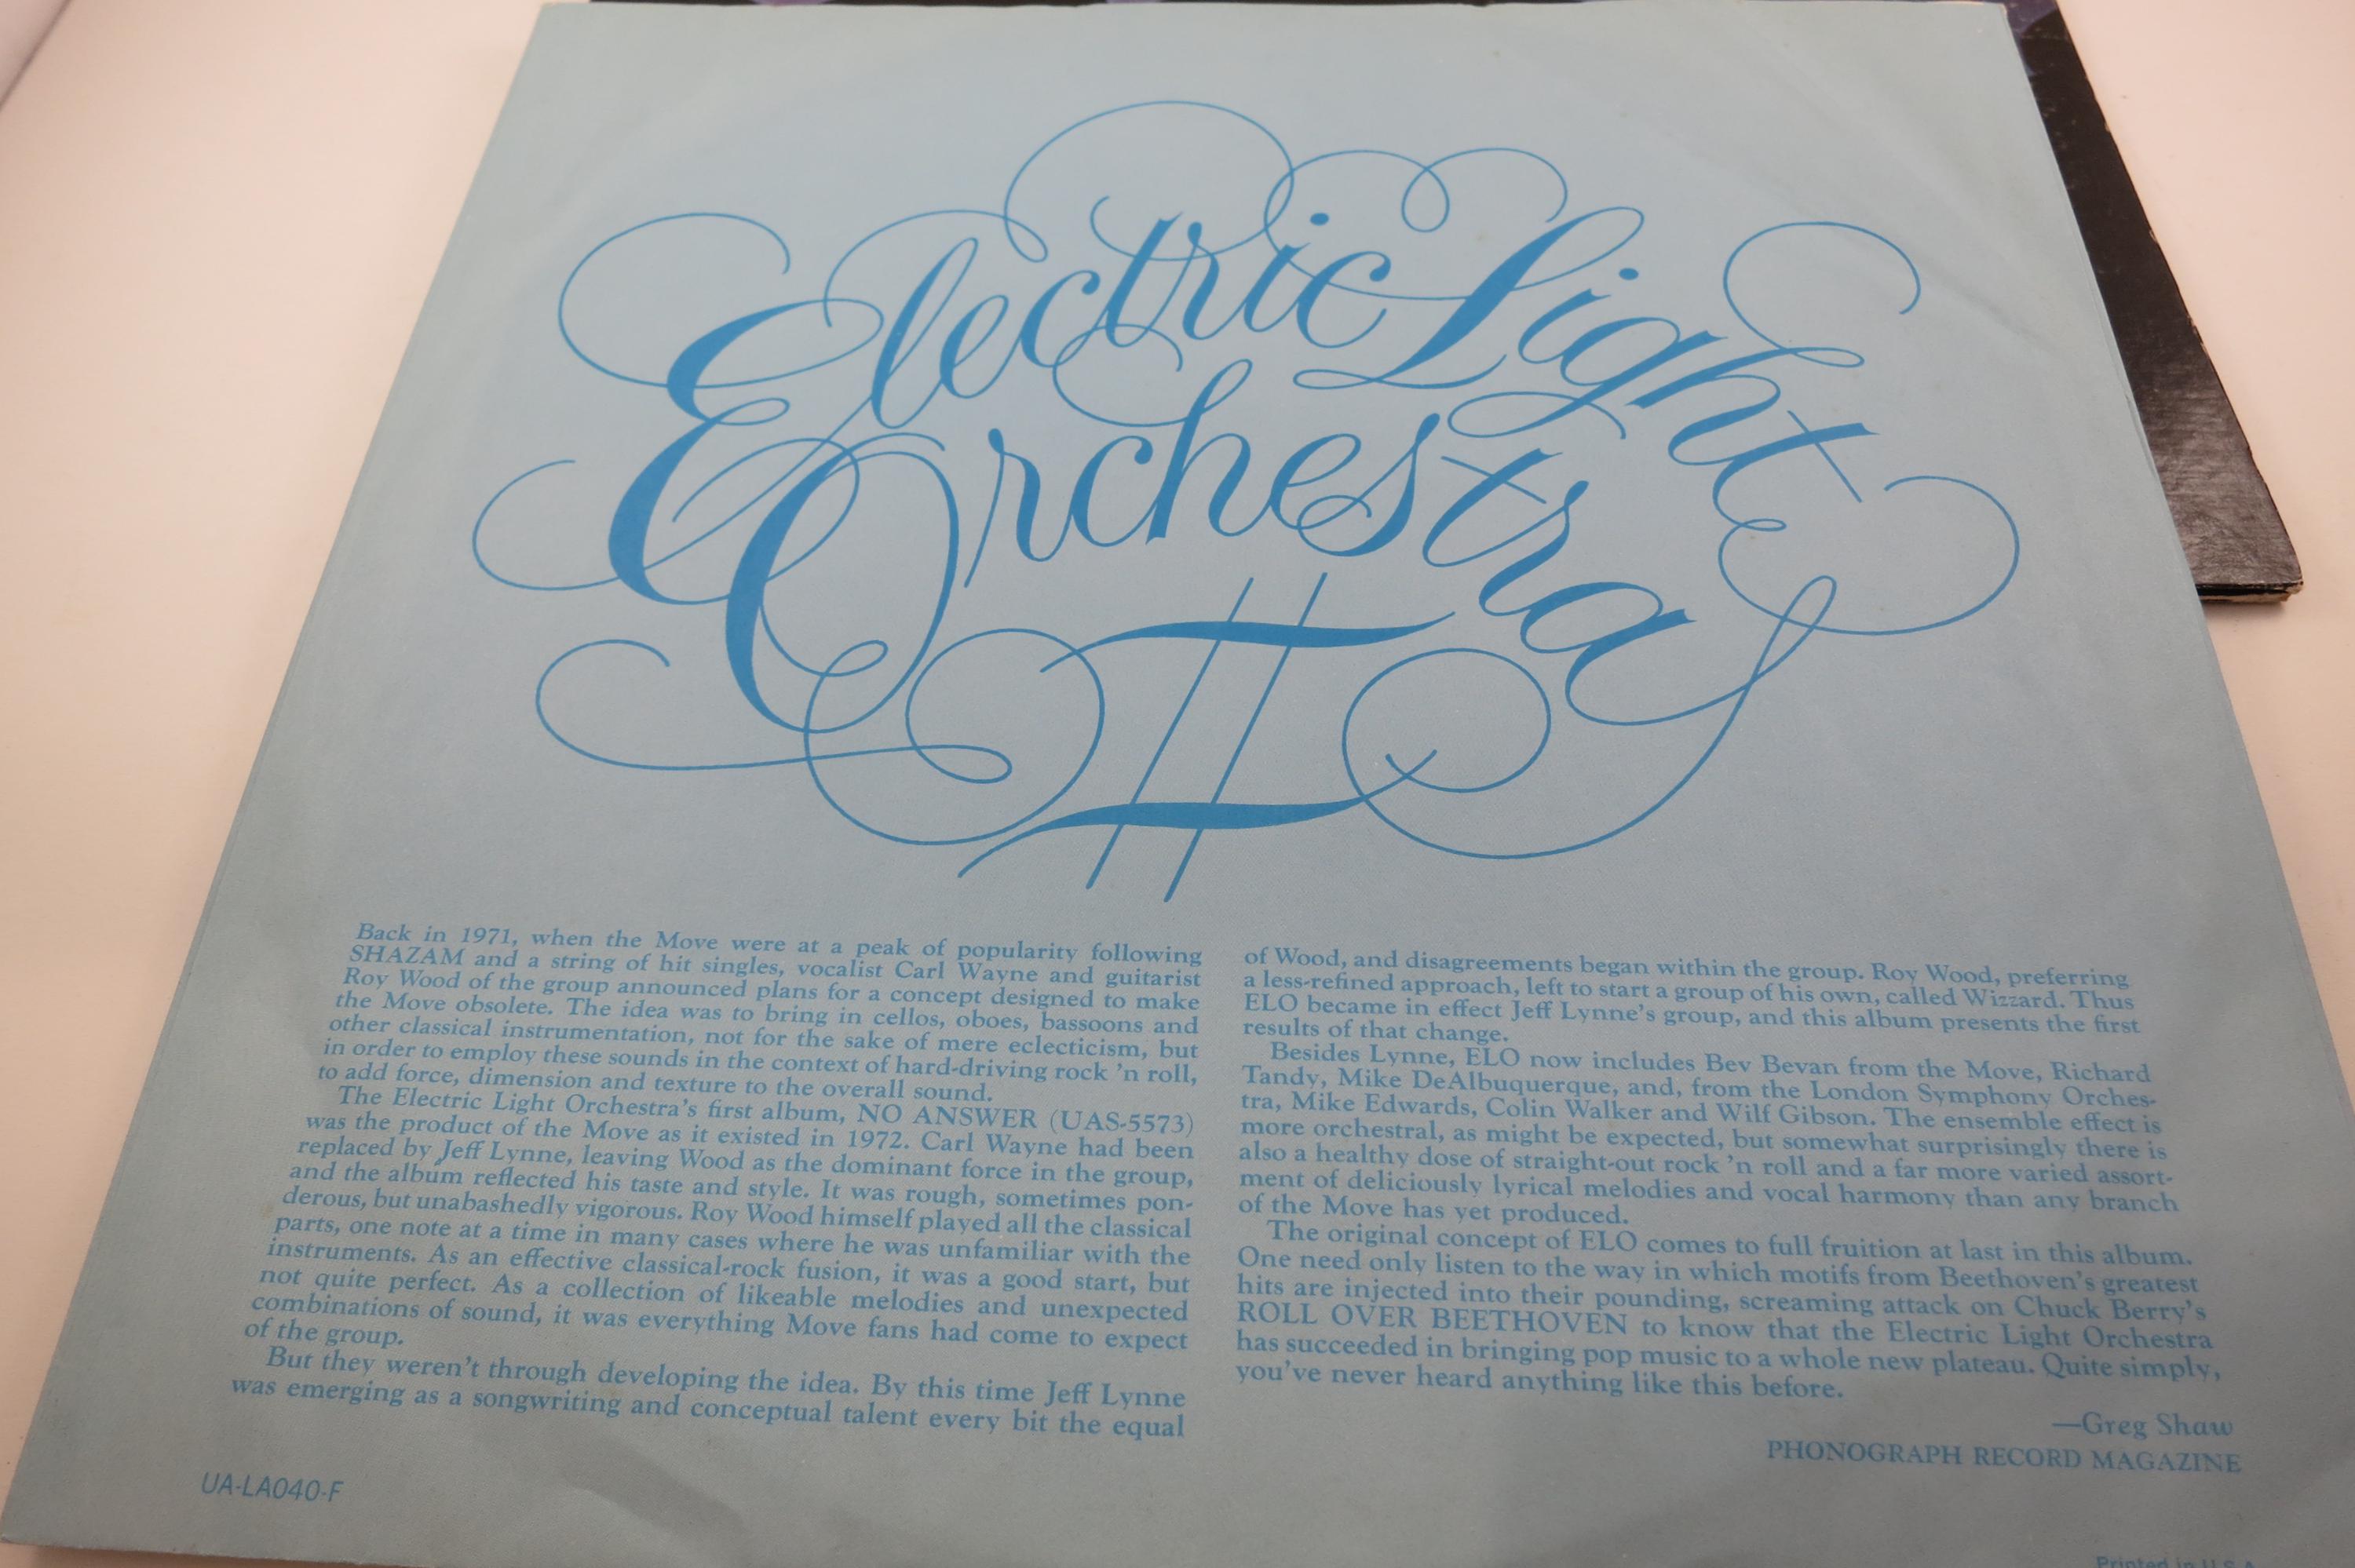 Electric Light
Orchestra
II
Back in 1971, when the Move were at a peak of popularity following
SHAZAM and a string of hit singles, vocalist Carl Wayne and guitarist
Roy Wood of the group announced plans for a concept designed to make
the Move obsolete. The idea was to bring in cellos, oboes, bassoons and
other classical instrumentation, not for the sake of mere eclecticism, but
in order to employ these sounds in the context of hard-driving rock 'n roll,
to add force, dimension and texture to the overall sound.
The Electric Light Orchestra's first album, NO ANSWER (UAS-5573)
was the product of the Move as it existed in 1972. Carl Wayne had been
replaced by Jeff Lynne, leaving Wood as the dominant force in the group,
and the album reflected his taste and style. It was rough, sometimes pon-
derous, but unabashedly vigorous. Roy Wood himself played all the classical
parts, one note at a time in many cases where he was unfamiliar with the
instruments. As an effective classical-rock fusion, it was a good start, but
not quite perfect. As a collection of likeable melodies and unexpected
combinations of sound, it was everything Move fans had come to expect
of the group.
But they weren't through developing the idea. By this time Jeff Lynne
was emerging as a songwriting and conceptual talent every bit the equal
of Wood, and disagreements began within the group. Roy Wood, preferring
a less-refined approach, left to start a group of his own, called Wizzard. Thus
ELO became in effect Jeff Lynne's group, and this album presents the first
results of that change.
Besides Lynne, ELO now includes Bev Bevan from the Move, Richard
Tandy, Mike DeAlbuquerque, and, from the London Symphony Orches-
tra, Mike Edwards, Colin Walker and Wilf Gibson. The ensemble effect is
more orchestral, as might be expected, but somewhat surprisingly there is
also a healthy dose of straight-out rock 'n roll and a far more varied assort-
ment of deliciously lyrical melodies and vocal harmony than any branch
of the Move has yet produced.
The original concept of ELO comes to full fruition at last in this album.
One need only listen to the way in which motifs from Beethoven's greatest
hits are injected into their pounding, screaming attack on Chuck Berry's
ROLL OVER BEETHOVEN to know that the Electric Light Orchestra
has succeeded in bringing pop music to a whole new plateau. Quite simply,
you've never heard anything like this before.
—Greg Shaw
PHONOGRAPH RECORD MAGAZINE
UA-LA040-F
Printed in U.S.A.